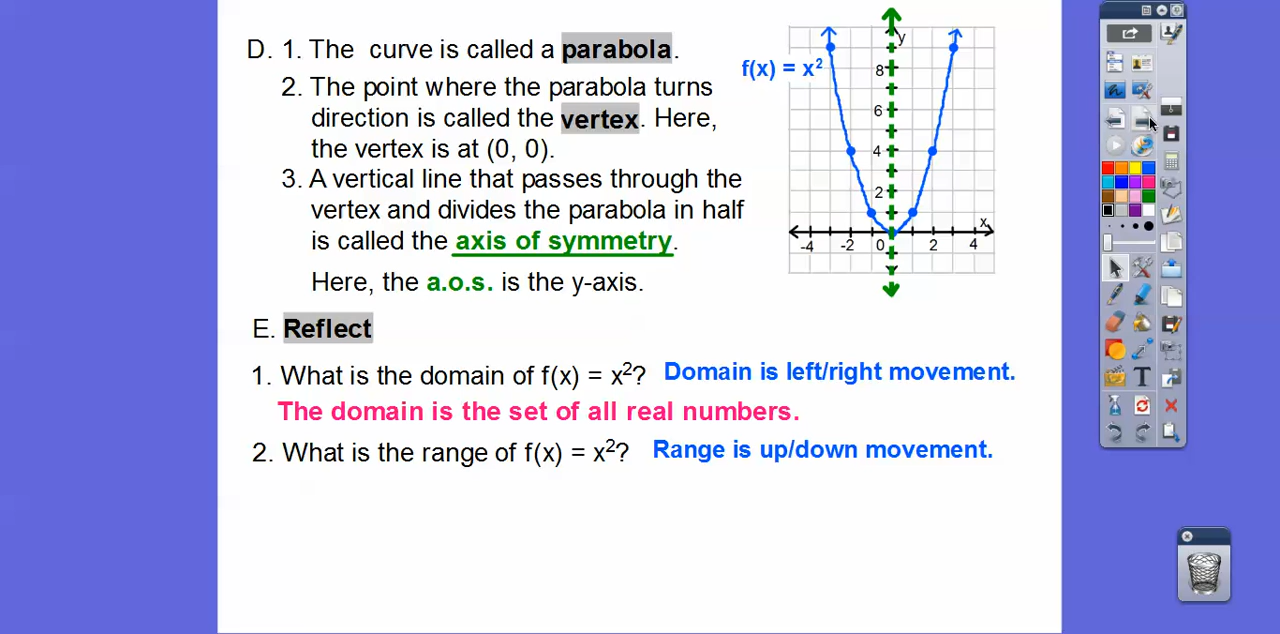 D. 1. The curve is called a parabola.
2. The point where the parabola turns
direction is called the vertex. Here,
the vertex is at (0, 0).
3. A vertical line that passes through the
vertex and divides the parabola in half
is called the axis of symmetry.
Here, the a.o.s. is the y-axis.
f(x) = x²
y
8
6
4
2
x
-4 -2 0 2 4
E. Reflect
1. What is the domain of f(x) = x²? Domain is left/right movement.
The domain is the set of all real numbers.
2. What is the range of f(x) = x²? Range is up/down movement.